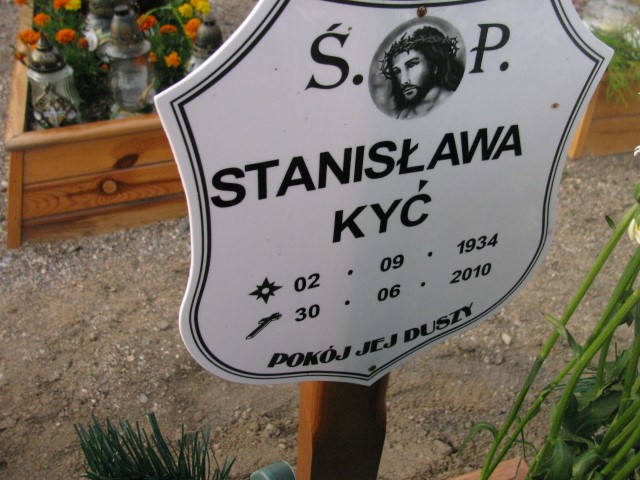 Ś. P.
STANISŁAWA
KYĆ
02 · 09 · 1934
30 · 06 · 2010
POKÓJ JEJ DUSZY